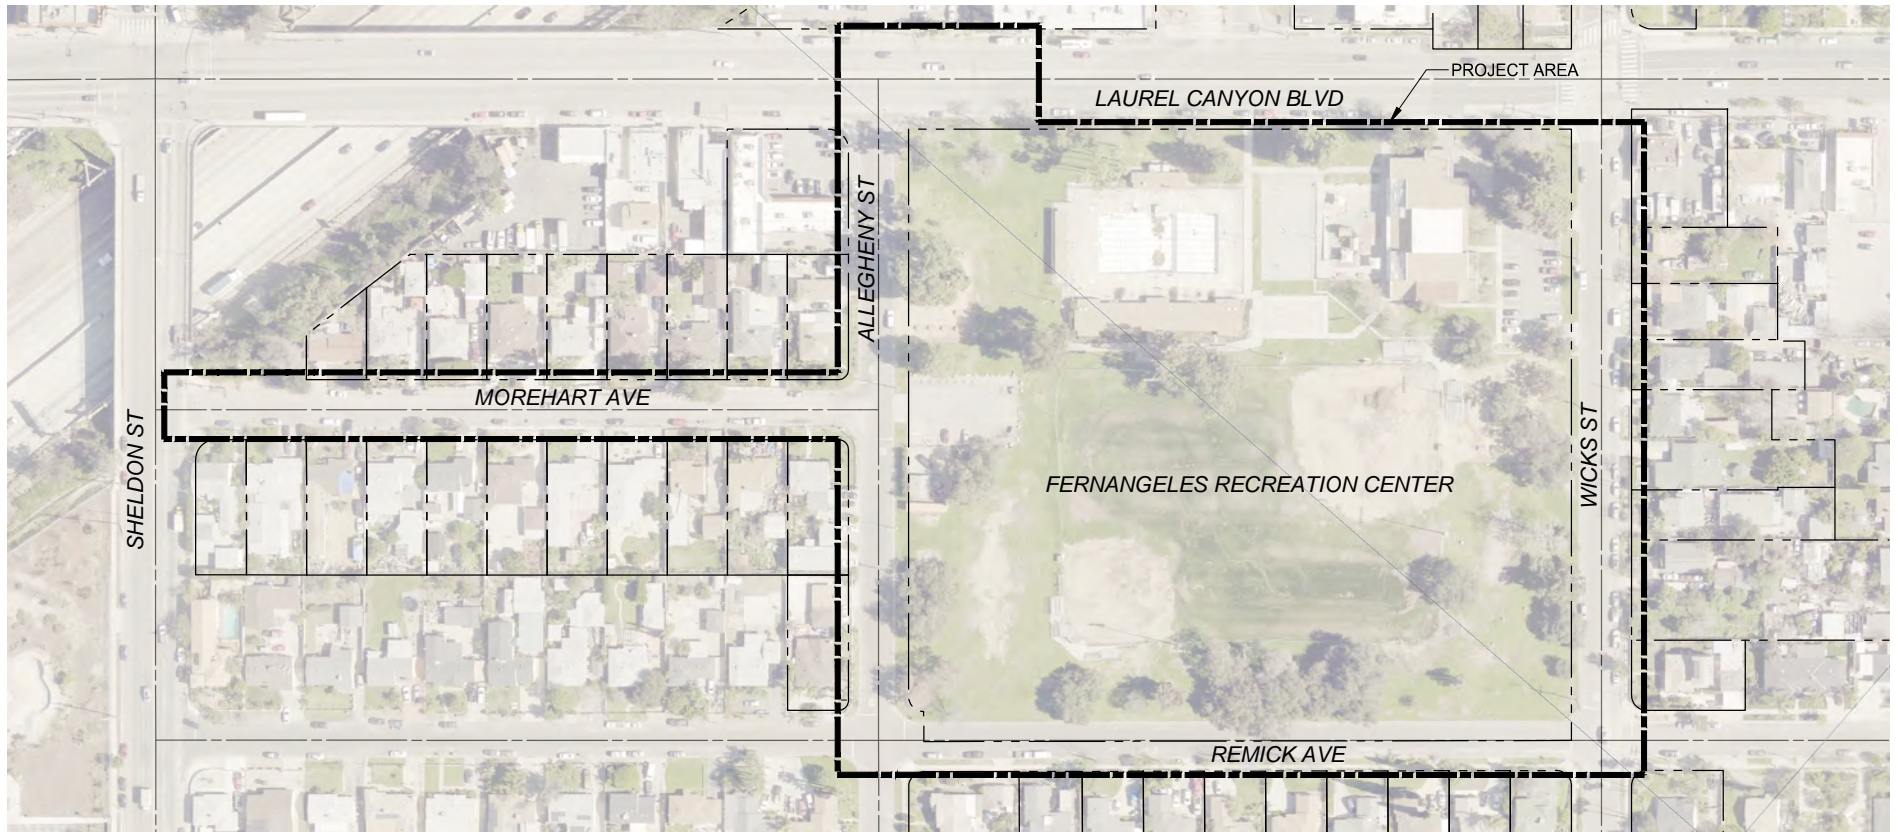 PROJECT AREA
LAUREL CANYON BLVD
ALLEGHENY ST
MOREHART AVE
SHELDON ST
FERNANGELES RECREATION CENTER
WICKS ST
REMICK AVE